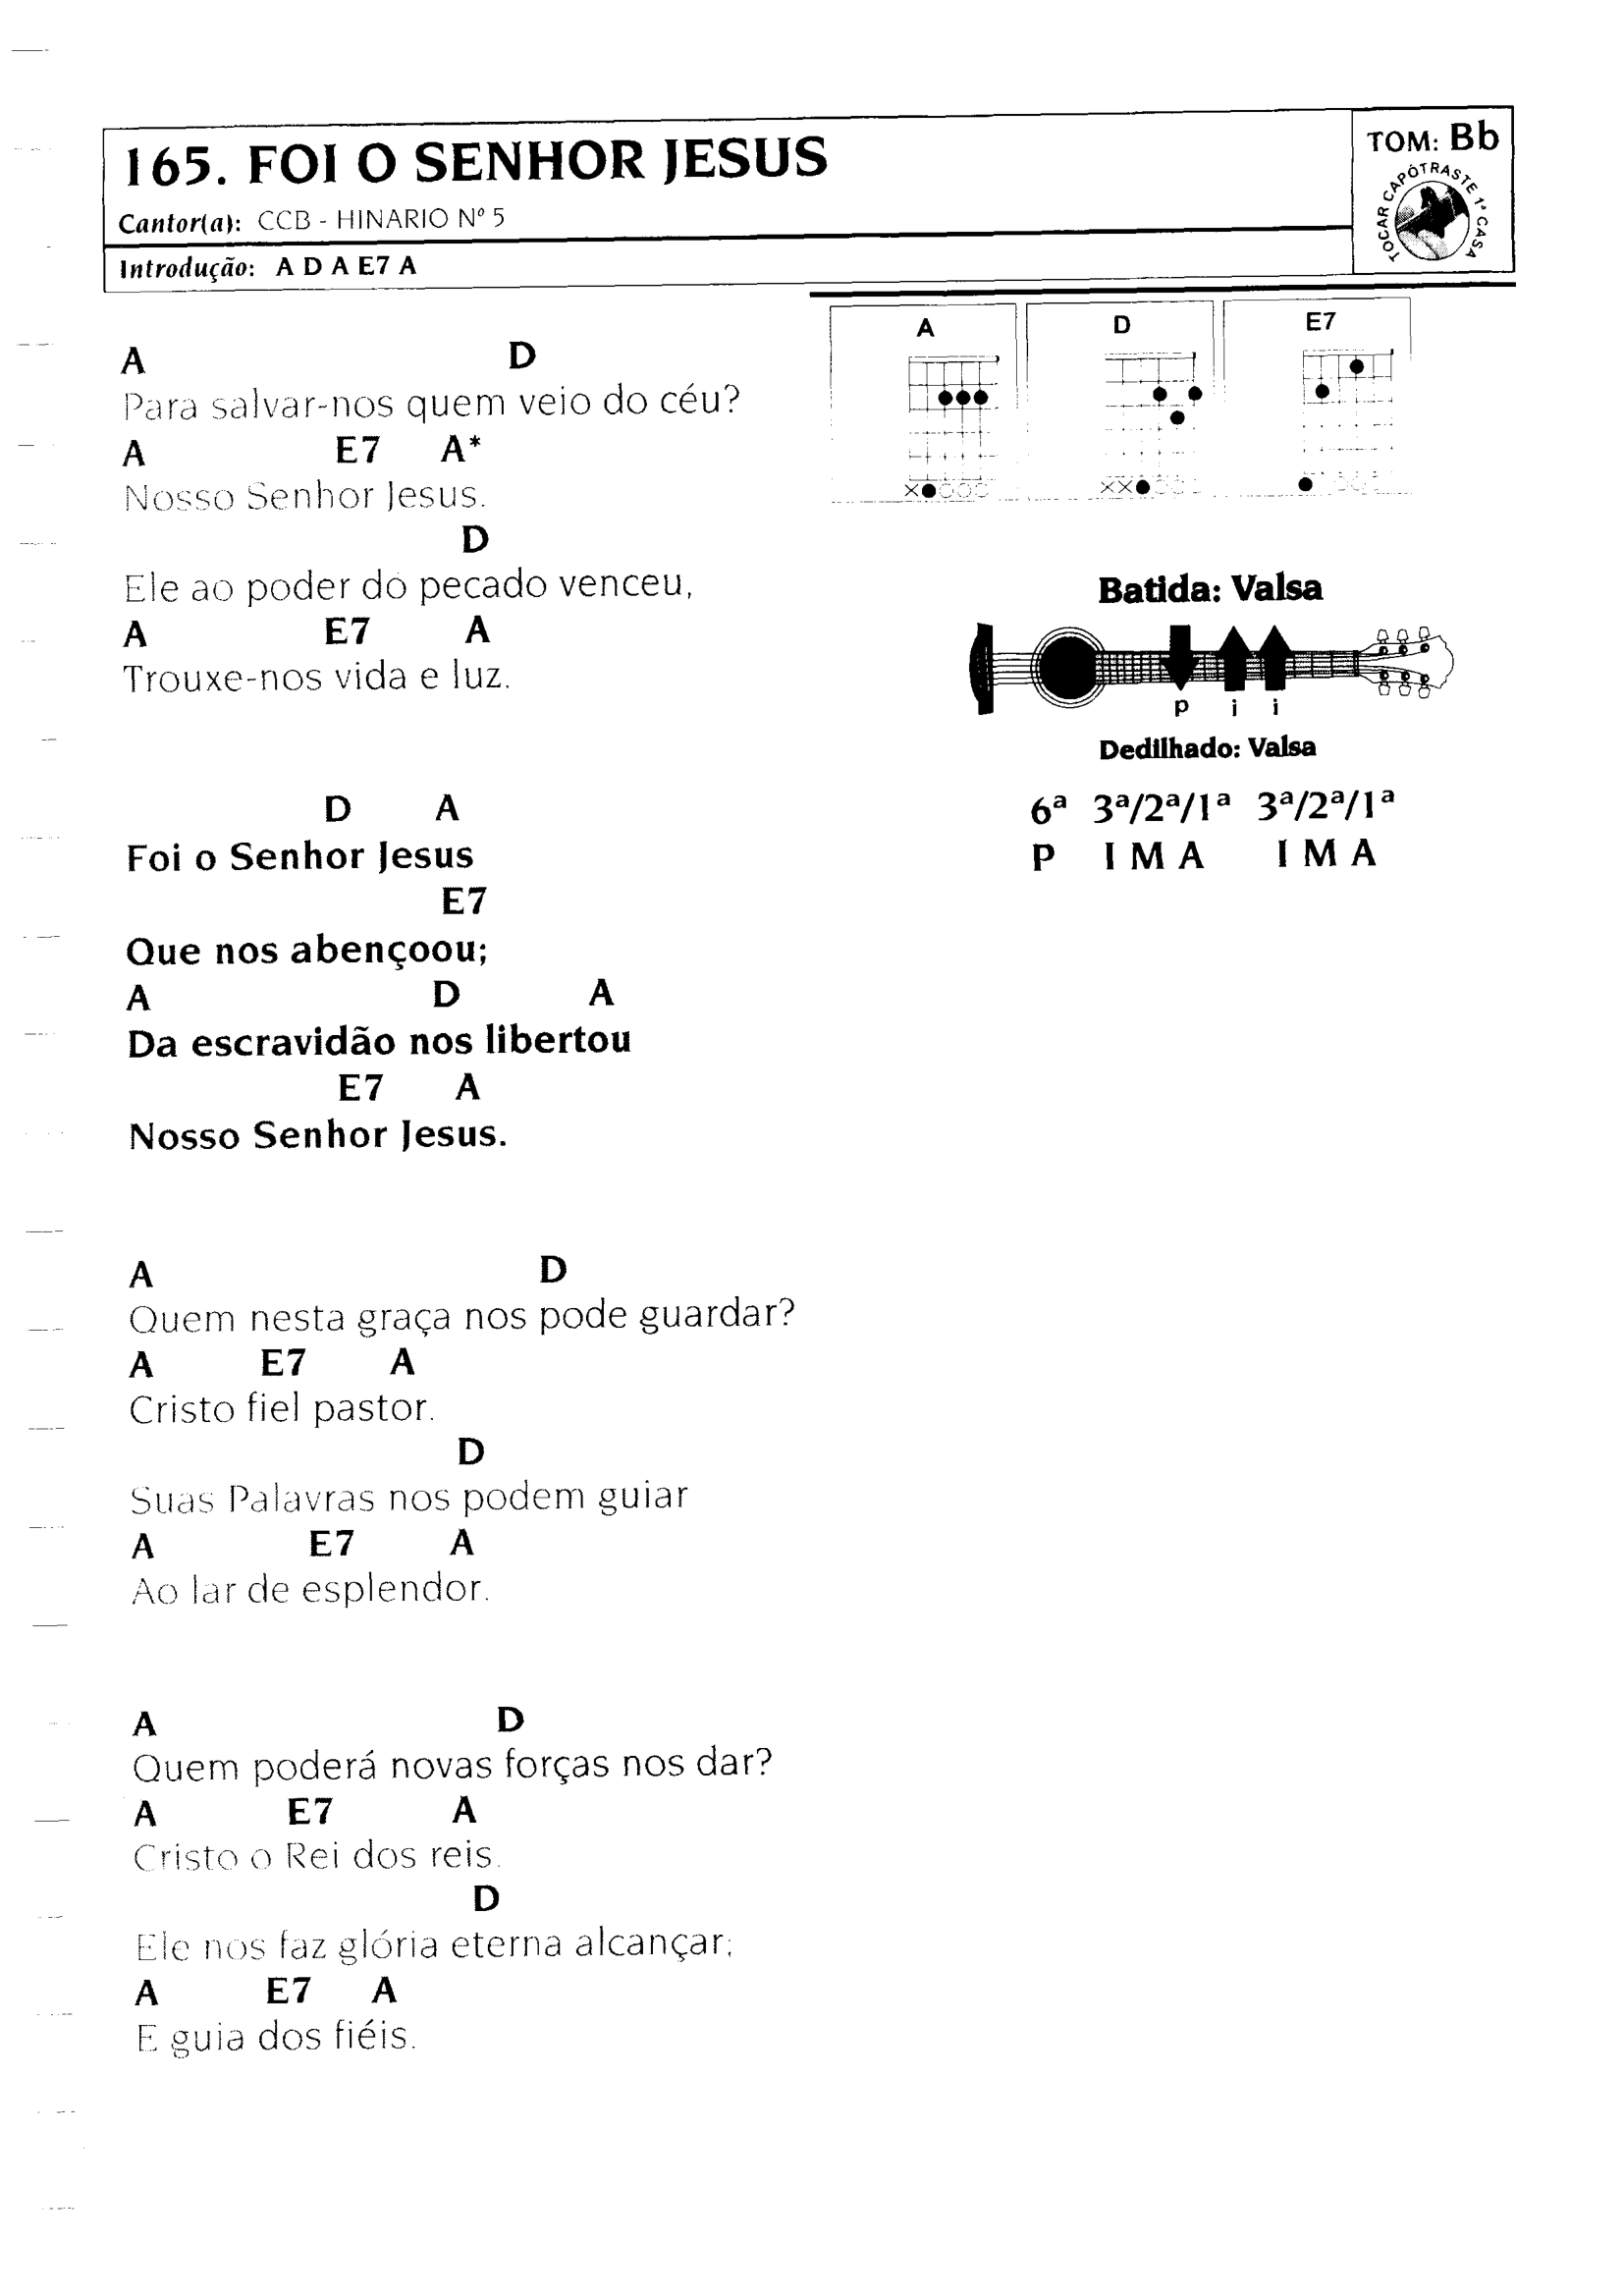 165. FOI O SENHOR JESUS
Cantor(a): CCB - HINARIO Nº 5
Introdução: A D A E7 A
TOM: Bb
TOCAR CAPÓTRASTE 1ª CASA
A D
Para salvar-nos quem veio do céu?
A E7 A*
Nosso Senhor Jesus.
D
Ele ao poder do pecado venceu,
A E7 A
Trouxe-nos vida e luz.
D A
Foi o Senhor Jesus
E7
Que nos abençoou;
A D A
Da escravidão nos libertou
E7 A
Nosso Senhor Jesus.
A D
Quem nesta graça nos pode guardar?
A E7 A
Cristo fiel pastor.
D
Suas Palavras nos podem guiar
A E7 A
Ao lar de esplendor.
A D
Quem poderá novas forças nos dar?
A E7 A
Cristo o Rei dos reis.
D
Ele nos faz glória eterna alcançar;
A E7 A
E guia dos fiéis.
A D E7
Batida: Valsa
p i i
Dedilhado: Valsa
6ª 3ª/2ª/1ª 3ª/2ª/1ª
P I M A I M A